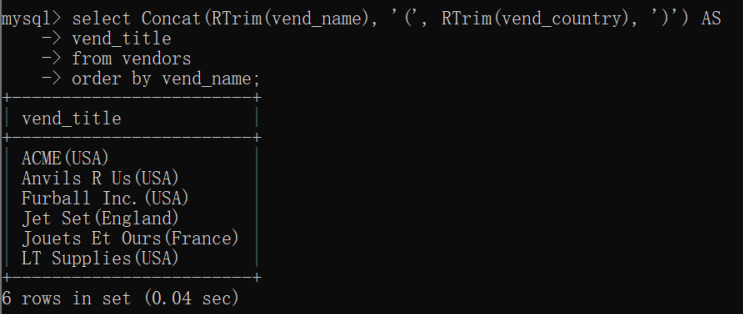 mysql> select Concat(RTrim(vend_name), '(', RTrim(vend_country), ')') AS
    -> vend_title
    -> from vendors
    -> order by vend_name;
+------------------------+
| vend_title             |
+------------------------+
| ACME(USA)              |
| Anvils R Us(USA)       |
| Furball Inc.(USA)      |
| Jet Set(England)       |
| Jouets Et Ours(France) |
| LT Supplies(USA)       |
+------------------------+
6 rows in set (0.04 sec)